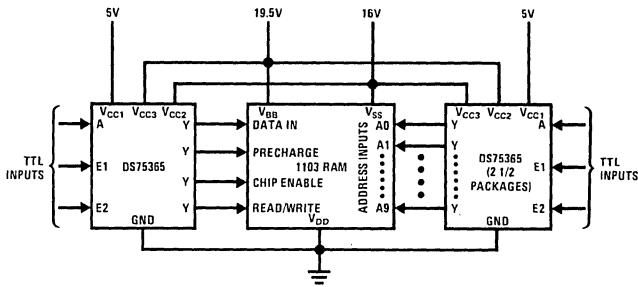 5V 19.5V 16V 5V
VCC1 VCC3 VCC2 VBB VSS VCC3 VCC2 VCC1
A Y DATA IN A0 Y A
A1 Y
TTL INPUTS E1 DS75365 Y PRECHARGE 1103 RAM ADDRESS INPUTS DS75365 (2 1/2 PACKAGES) E1 TTL INPUTS
Y CHIP ENABLE
E2 Y READ/WRITE A9 Y E2
GND VDD GND